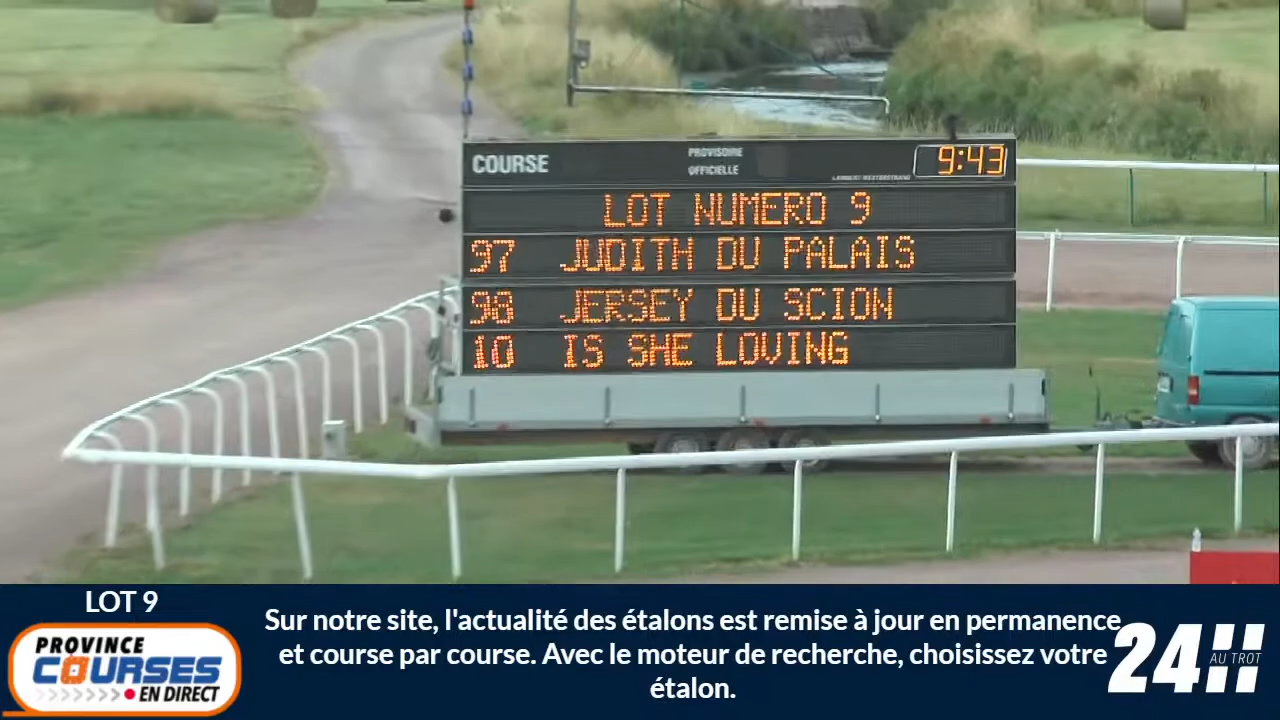 COURSE
PROVISOIRE
OFFICIELLE
9:43
LOT NUMERO 9
97 JUDITH DU PALAIS
98 JERSEY DU SCION
10 IS SHE LOVING
LOT 9
PROVINCE
COURSES
EN DIRECT
Sur notre site, l'actualité des étalons est remise à jour en permanence
et course par course. Avec le moteur de recherche, choisissez votre
étalon.
24H
AU TROT